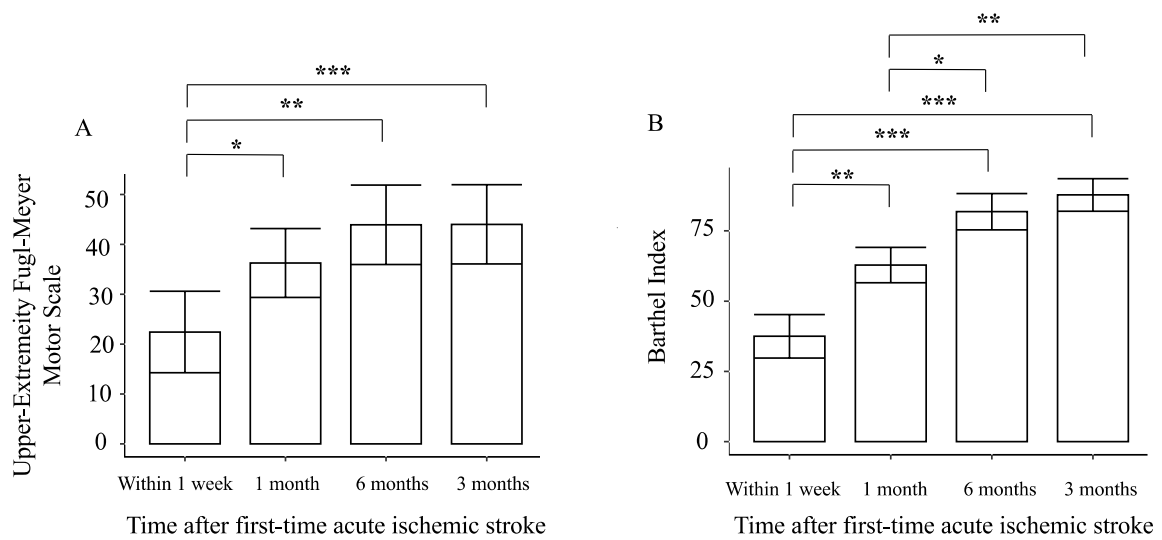 A
***
**
*
Upper-Extremeity Fugl-Meyer
Motor Scale
50
40
30
20
10
0
Within 1 week
1 month
6 months
3 months
Time after first-time acute ischemic stroke
B
**
*
***
***
**
Barthel Index
75
50
25
0
Within 1 week
1 month
6 months
3 months
Time after first-time acute ischemic stroke